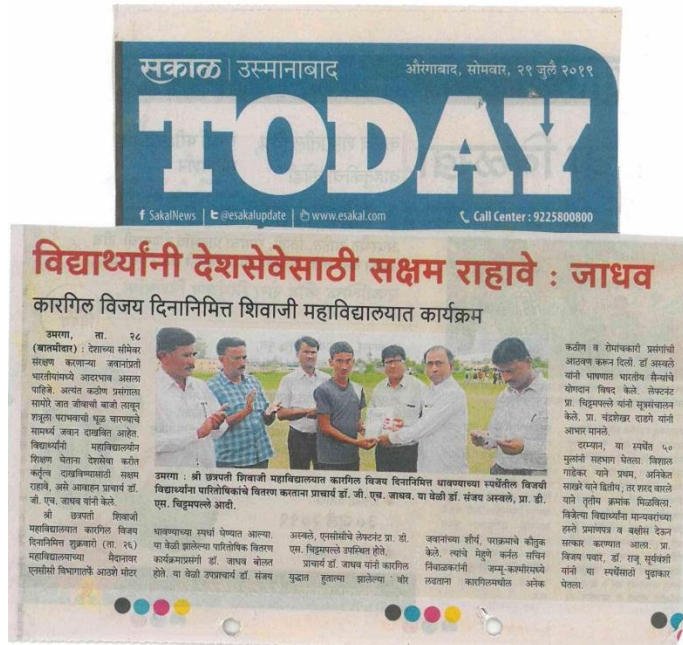 सकाळ | उस्मानाबाद
औरंगाबाद, सोमवार, २९ जुलै २०१९
TODAY
SakalNews | @esakalupdate | www.esakal.com
Call Center : 9225800800
विद्यार्थ्यांनी देशसेवेसाठी सक्षम राहावे : जाधव
कारगिल विजय दिनानिमित्त शिवाजी महाविद्यालयात कार्यक्रम
उमरगा, ता. २८
(बातमीदार) : देशाच्या सीमेवर
संरक्षण करणाऱ्या जवानांप्रती
भारतीयांमध्ये आदरभाव असला
पाहिजे. अत्यंत कठीण प्रसंगाला
सामोरे जात जीवाची बाजी लावून
शत्रूला पराभवाची धूळ चारण्याचे
सामर्थ्य जवान दाखवित आहेत.
विद्यार्थ्यांनी महाविद्यालयीन
शिक्षण घेताना देशसेवा करीत
कर्तृत्व दाखविण्यासाठी सक्षम
राहावे, असे आवाहन प्राचार्य डॉ.
जी. एच. जाधव यांनी केले.
श्री छत्रपती शिवाजी
महाविद्यालयात कारगिल विजय
दिनानिमित्त शुक्रवारी (ता. २६)
महाविद्यालयाच्या मैदानावर
एनसीसी विभागातर्फे आठशे मीटर
उमरगा : श्री छत्रपती शिवाजी महाविद्यालयात कारगिल विजय दिनानिमित्त धावण्याच्या स्पर्धेतील विजयी
विद्यार्थ्यांना पारितोषिकांचे वितरण करताना प्राचार्य डॉ. जी. एच. जाधव. या वेळी डॉ. संजय अस्वले, प्रा. डी.
एस. चिट्टमपल्ले आदी.
धावण्याच्या स्पर्धा घेण्यात आल्या.
या वेळी झालेल्या पारितोषिक वितरण
कार्यक्रमाप्रसंगी डॉ. जाधव बोलत
होते. या वेळी उपप्राचार्य डॉ. संजय
अस्वले, एनसीसीचे लेफ्टनंट प्रा. डी.
एस. चिट्टमपल्ले उपस्थित होते.
प्राचार्य डॉ. जाधव यांनी कारगिल
युद्धात हुतात्मा झालेल्या वीर
जवानांच्या शौर्य, पराक्रमाचे कौतुक
केले. त्यांचे मेहुणे कर्नल सचिन
निंवाळकरांनी जम्मू-काश्मीरमध्ये
लढताना कारगिलमधील अनेक
कठीण व रोमांचकारी प्रसंगांची
आठवण करून दिली. डॉ अस्वले
यांनी भाषणात भारतीय सैन्यांचे
योगदान विषद केले. लेफ्टनंट
प्रा. चिट्टमपल्ले यांनी सूत्रसंचालन
केले. प्रा. चंद्रशेखर दाडगे यांनी
आभार मानले.
दरम्यान, या स्पर्धेत ५०
मुलांनी सहभाग घेतला. विशाल
गाडेकर याने प्रथम, अनिकेत
साखरे याने द्वितीय, तर शरद वारले
याने तृतीय क्रमांक मिळविला.
विजेत्या विद्यार्थ्यांना मान्यवरांच्या
हस्ते प्रमाणपत्र व बक्षीस देऊन
सत्कार करण्यात आला. प्रा.
विजय पवार, डॉ. राजू सूर्यवंशी
यांनी या स्पर्धेसाठी पुढाकार
घेतला.